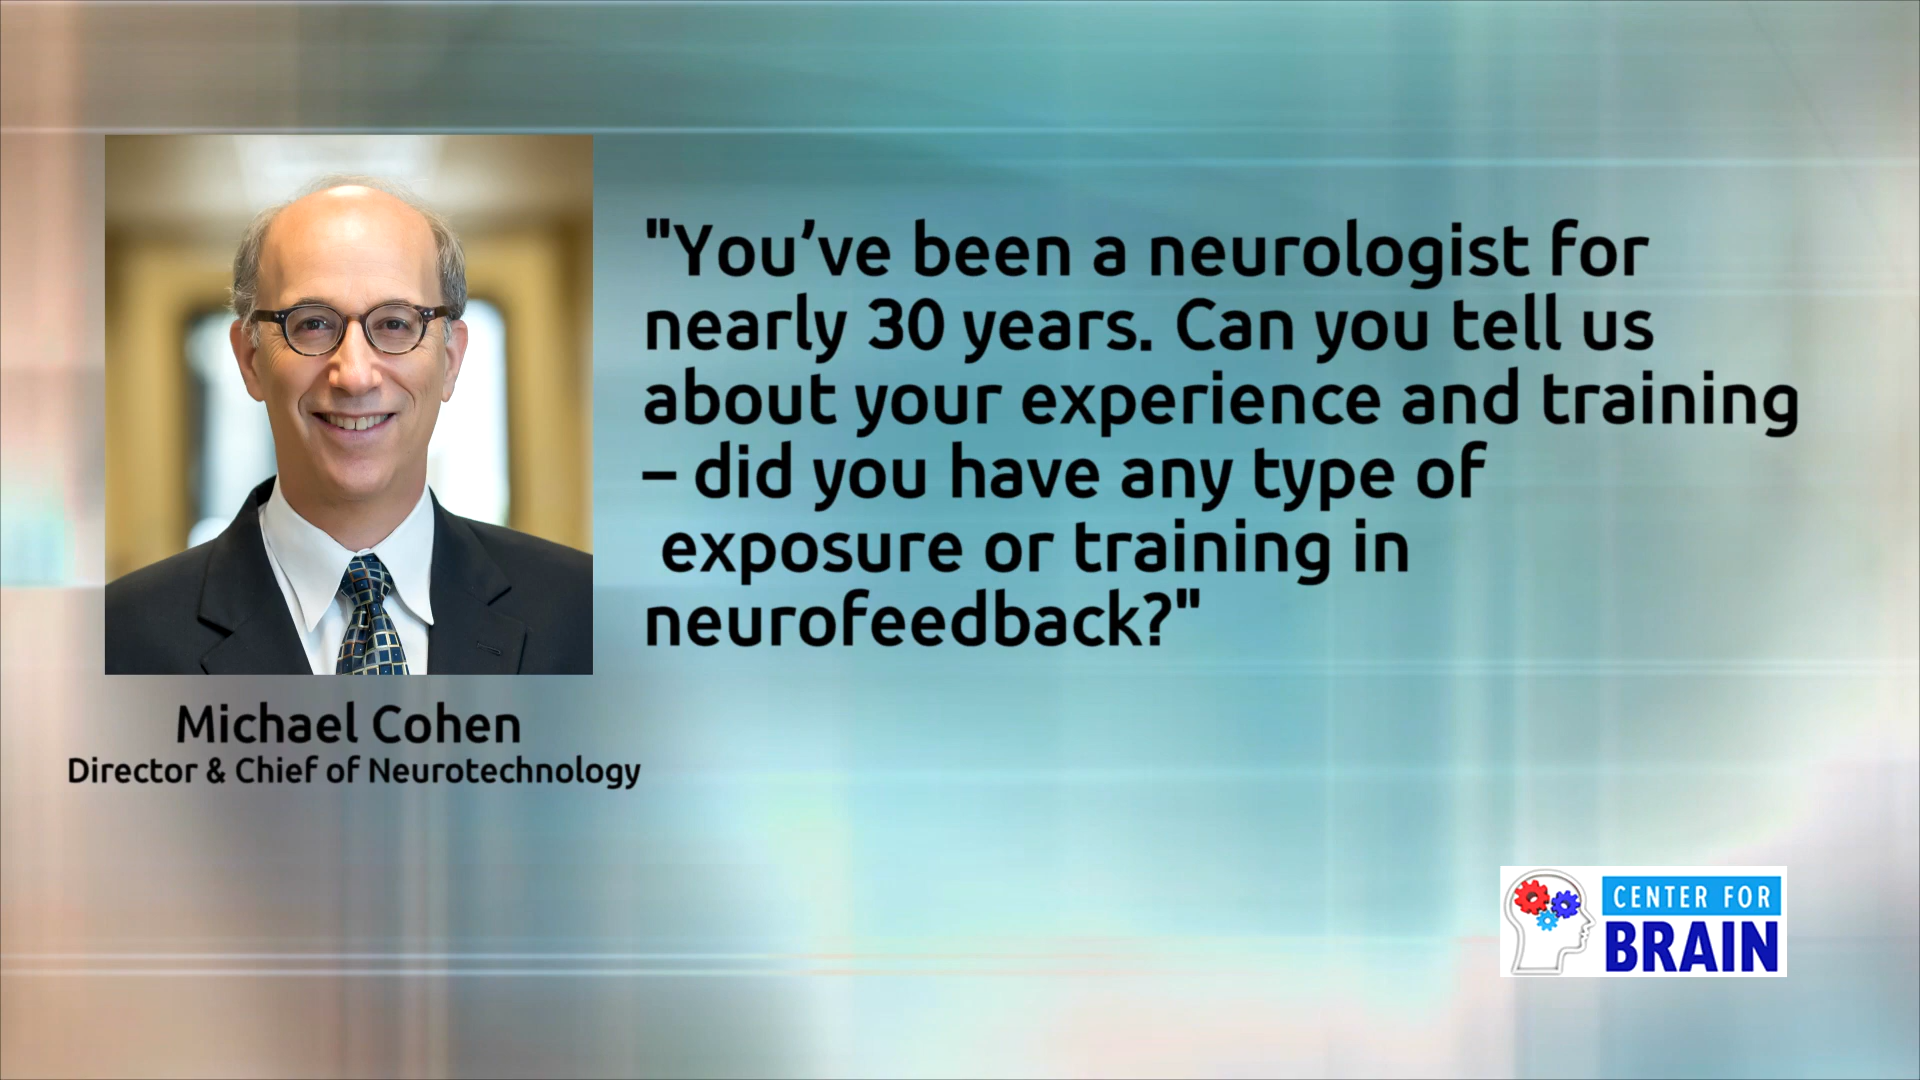 "You’ve been a neurologist for
nearly 30 years. Can you tell us
about your experience and training
– did you have any type of
exposure or training in
neurofeedback?"
Michael Cohen
Director & Chief of Neurotechnology
CENTER FOR
BRAIN